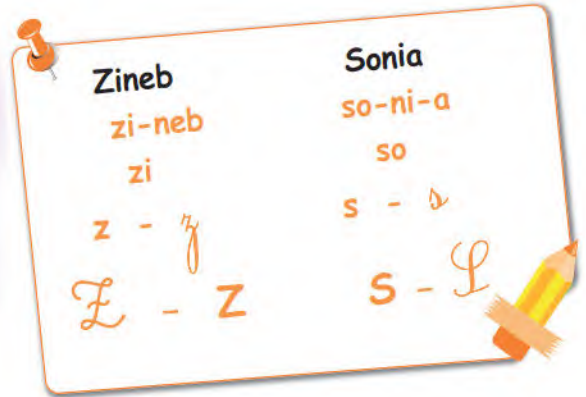 Zineb
zi-neb
zi
z - z
Z - Z
Sonia
so-ni-a
so
s - s
S - S